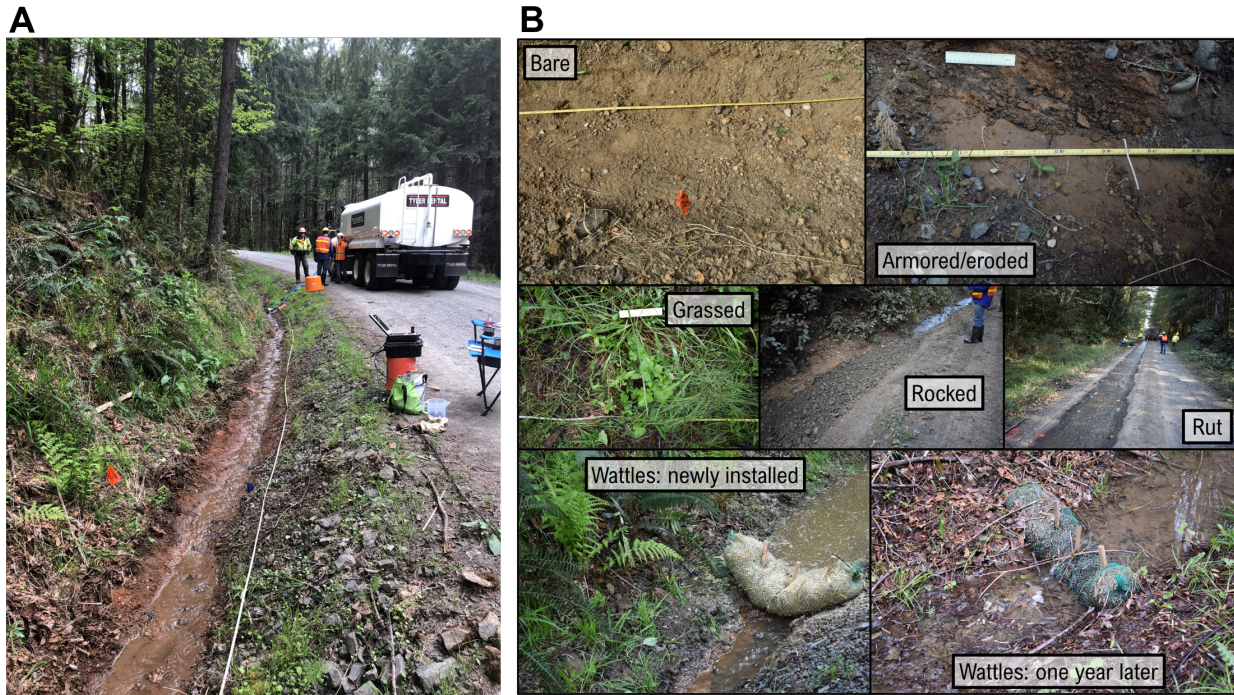 A
B
TYLER RENTAL
Bare
Armored/eroded
Grassed
Rocked
Rut
Wattles: newly installed
Wattles: one year later